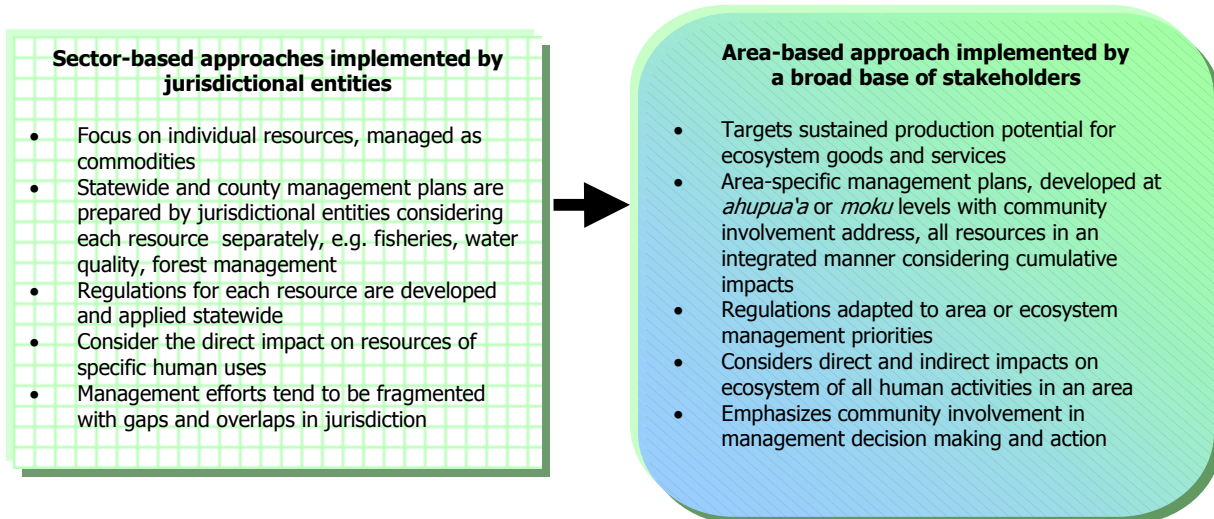 Sector-based approaches implemented by
jurisdictional entities
• Focus on individual resources, managed as
commodities
• Statewide and county management plans are
prepared by jurisdictional entities considering
each resource separately, e.g. fisheries, water
quality, forest management
• Regulations for each resource are developed
and applied statewide
• Consider the direct impact on resources of
specific human uses
• Management efforts tend to be fragmented
with gaps and overlaps in jurisdiction
Area-based approach implemented by
a broad base of stakeholders
• Targets sustained production potential for
ecosystem goods and services
• Area-specific management plans, developed at
ahupua‘a or moku levels with community
involvement address, all resources in an
integrated manner considering cumulative
impacts
• Regulations adapted to area or ecosystem
management priorities
• Considers direct and indirect impacts on
ecosystem of all human activities in an area
• Emphasizes community involvement in
management decision making and action